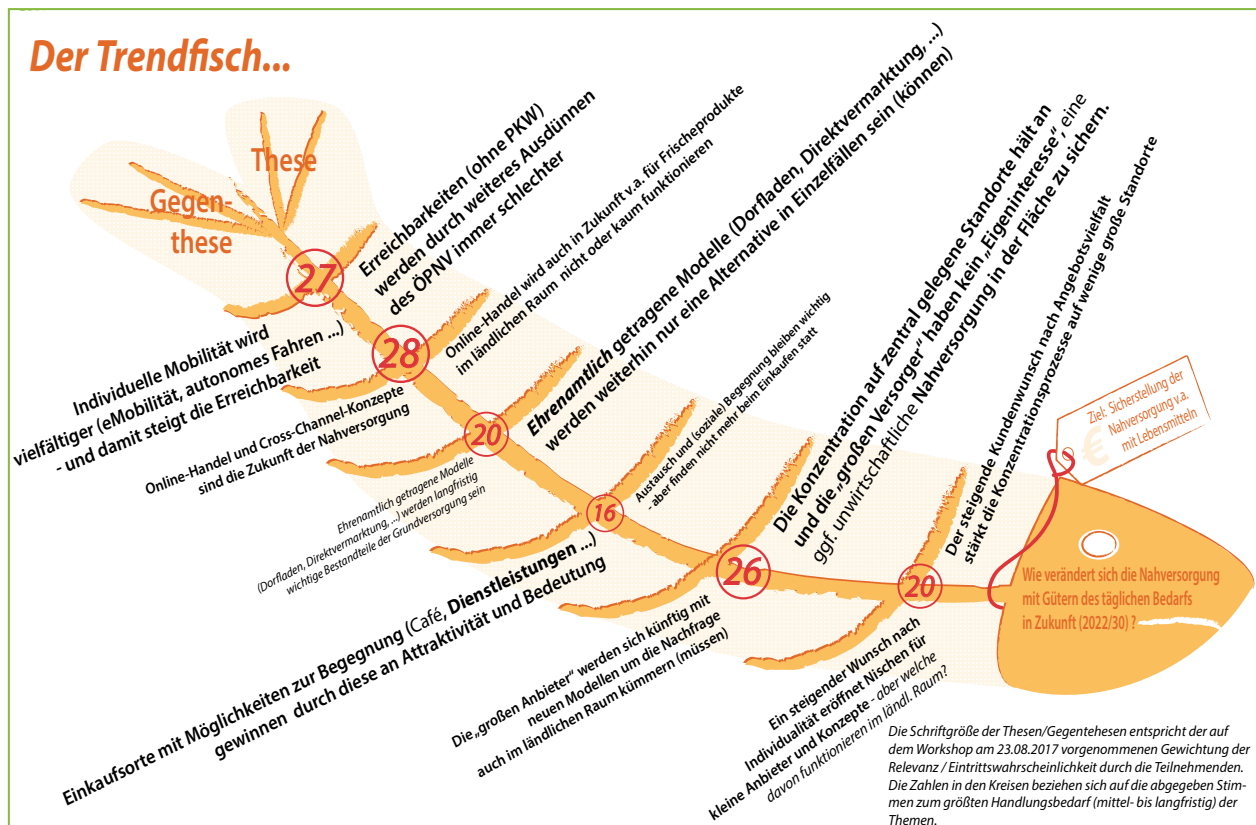 Der Trendfisch...
These
Gegen-
these
27
Erreichbarkeiten (ohne PKW)
werden durch weiteres Ausdünnen
des ÖPNV immer schlechter
Individuelle Mobilität wird
vielfältiger (eMobilität, autonomes Fahren ...)
- und damit steigt die Erreichbarkeit
28
Online-Handel wird auch in Zukunft v.a. für Frischeprodukte
im ländlichen Raum nicht oder kaum funktionieren
Online-Handel und Cross-Channel-Konzepte
sind die Zukunft der Nahversorgung
20
Ehrenamtlich getragene Modelle (Dorfladen, Direktvermarktung, ...)
werden weiterhin nur eine Alternative in Einzelfällen sein (können)
Ehrenamtlich getragene Modelle
(Dorfladen, Direktvermarktung, ...) werden langfristig
wichtige Bestandteile der Grundversorgung sein
16
Austausch und (soziale) Begegnung bleiben wichtig
- aber finden nicht mehr beim Einkaufen statt
Einkaufsorte mit Möglichkeiten zur Begegnung (Café, Dienstleistungen ...)
gewinnen durch diese an Attraktivität und Bedeutung
26
Die Konzentration auf zentral gelegene Standorte hält an
und die „großen Versorger“ haben kein „Eigeninteresse“, eine
ggf. unwirtschaftliche Nahversorgung in der Fläche zu sichern.
Die „großen Anbieter“ werden sich künftig mit
neuen Modellen um die Nachfrage
auch im ländlichen Raum kümmern (müssen)
20
Der steigende Kundenwunsch nach Angebotsvielfalt
stärkt die Konzentrationsprozesse auf wenige große Standorte
Ein steigender Wunsch nach
Individualität eröffnet Nischen für
kleine Anbieter und Konzepte - aber welche
davon funktionieren im ländl. Raum?
€
Ziel: Sicherstellung der
Nahversorgung v.a.
mit Lebensmitteln
Wie verändert sich die Nahversorgung
mit Gütern des täglichen Bedarfs
in Zukunft (2022/30) ?
Die Schriftgröße der Thesen/Gegentehesen entspricht der auf
dem Workshop am 23.08.2017 vorgenommenen Gewichtung der
Relevanz / Eintrittswahrscheinlichkeit durch die Teilnehmenden.
Die Zahlen in den Kreisen beziehen sich auf die abgegeben Stim-
men zum größten Handlungsbedarf (mittel- bis langfristig) der
Themen.